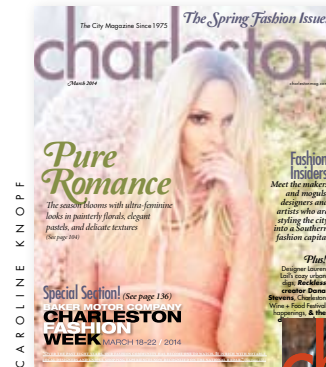 The City Magazine Since 1975
The Spring Fashion Issue
charleston
March 2014
Pure
Romance
The season blooms with ultra-feminine
looks in painterly florals, elegant
pastels, and delicate textures
(See page 104)
Fashion
Insiders
Meet the makers
and moguls
designers and
artists who are
styling the city
into a Southern
fashion capital
Plus!
Designer Lauren
Lail's cozy urban
digs; Reckless
creator Dana
Stevens, Charleston
Wine + Food Festival
happenings, & the
Special Section! (See page 136)
BAKER MOTOR COMPANY
CHARLESTON
FASHION
WEEK MARCH 18-22 / 2014
CAROLINE KNOPF